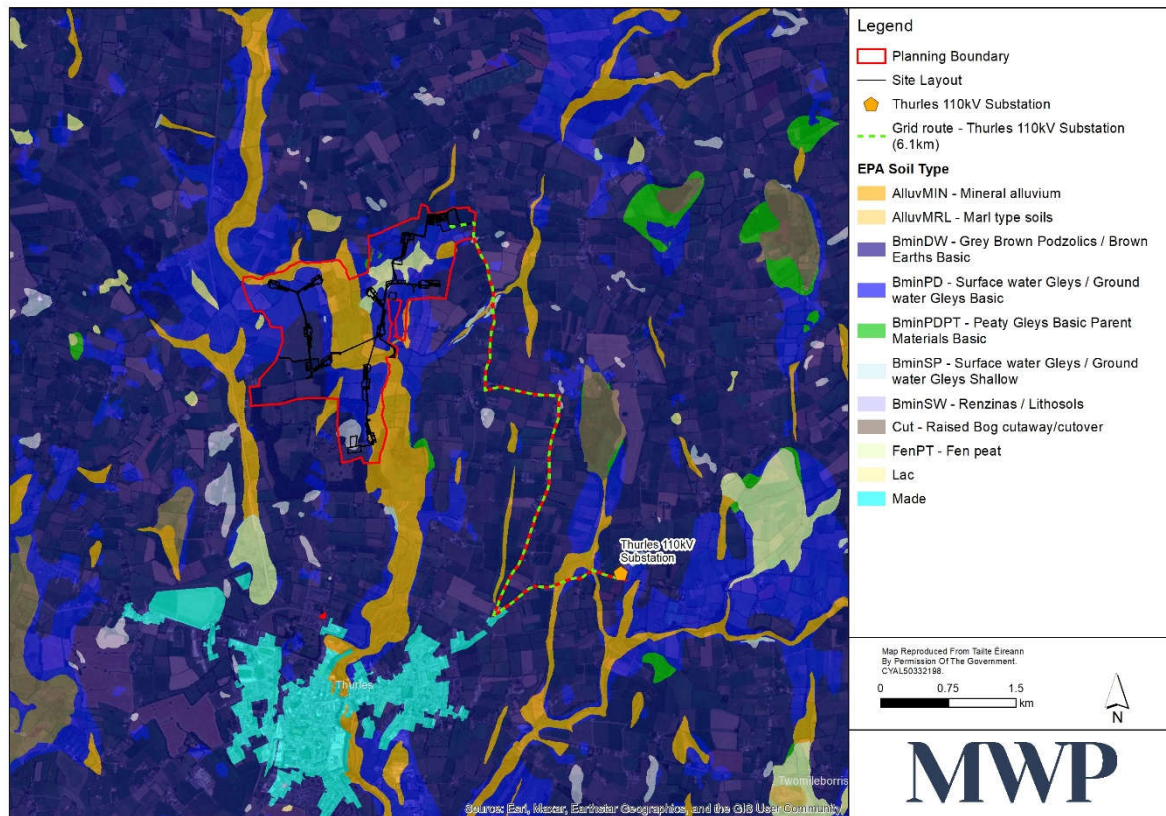 Legend
Planning Boundary
Site Layout
Thurles 110kV Substation
Grid route - Thurles 110kV Substation
(6.1km)
EPA Soil Type
AlluvMIN - Mineral alluvium
AlluvMRL - Marl type soils
BminDW - Grey Brown Podzolics / Brown
Earths Basic
BminPD - Surface water Gleys / Ground
water Gleys Basic
BminPDPT - Peaty Gleys Basic Parent
Materials Basic
BminSP - Surface water Gleys / Ground
water Gleys Shallow
BminSW - Renzinas / Lithosols
Cut - Raised Bog cutaway/cutover
FenPT - Fen peat
Lac
Made
Thurles 110kV
Substation
Thurles
Twomileborris
Source: Esri, Maxar, Earthstar Geographics, and the GIS User Community
Map Reproduced From Tailte Éireann
By Permission Of The Government.
CYAL50332198.
0 0.75 1.5
km
N
MWP